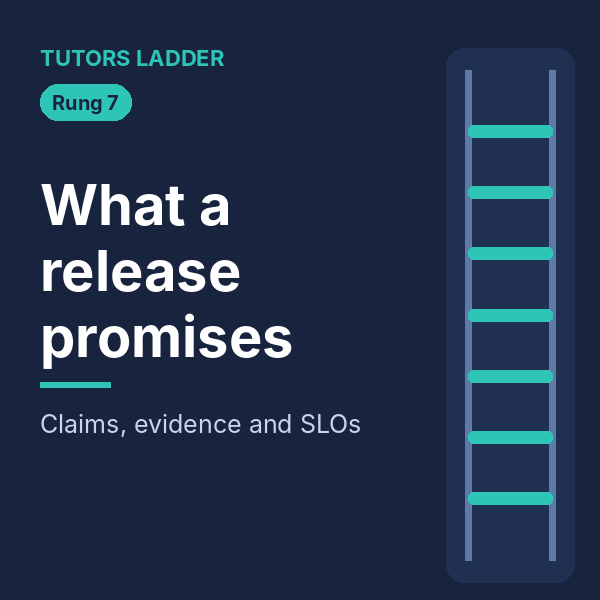 TUTORS LADDER
Rung 7
What a
release
promises
Claims, evidence and SLOs